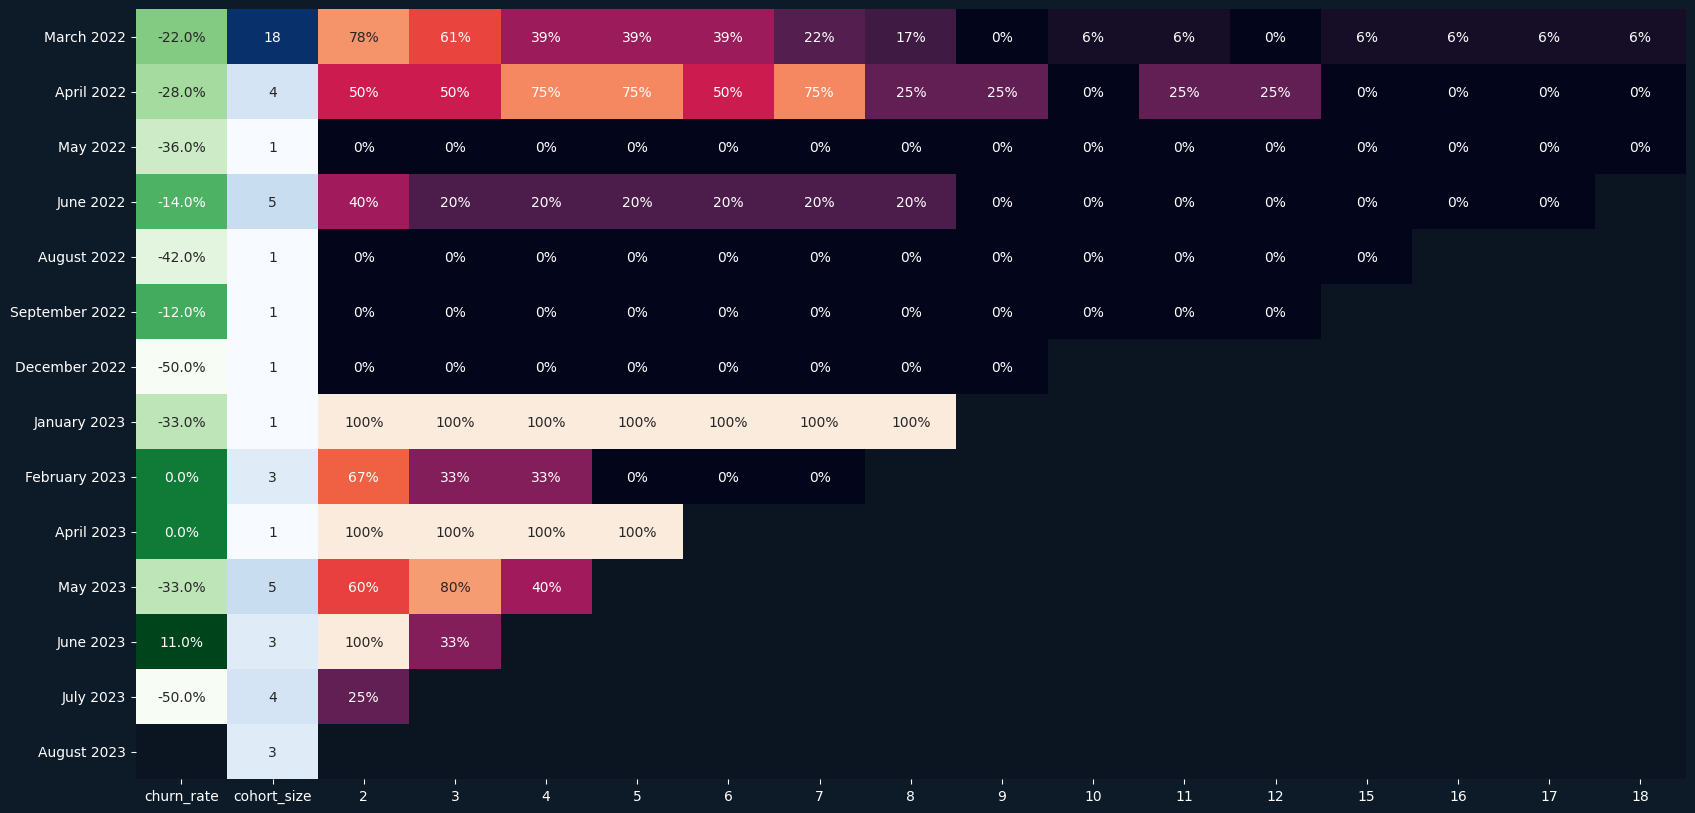 March 2022 -22.0% 18 78% 61% 39% 39% 39% 22% 17% 0% 6% 6% 0% 6% 6% 6% 6%
April 2022 -28.0% 4 50% 50% 75% 75% 50% 75% 25% 25% 0% 25% 25% 0% 0% 0% 0%
May 2022 -36.0% 1 0% 0% 0% 0% 0% 0% 0% 0% 0% 0% 0% 0% 0% 0% 0%
June 2022 -14.0% 5 40% 20% 20% 20% 20% 20% 20% 0% 0% 0% 0% 0% 0% 0%
August 2022 -42.0% 1 0% 0% 0% 0% 0% 0% 0% 0% 0% 0% 0% 0%
September 2022 -12.0% 1 0% 0% 0% 0% 0% 0% 0% 0% 0% 0% 0%
December 2022 -50.0% 1 0% 0% 0% 0% 0% 0% 0% 0%
January 2023 -33.0% 1 100% 100% 100% 100% 100% 100% 100%
February 2023 0.0% 3 67% 33% 33% 0% 0% 0%
April 2023 0.0% 1 100% 100% 100% 100%
May 2023 -33.0% 5 60% 80% 40%
June 2023 11.0% 3 100% 33%
July 2023 -50.0% 4 25%
August 2023 3
churn_rate cohort_size 2 3 4 5 6 7 8 9 10 11 12 15 16 17 18